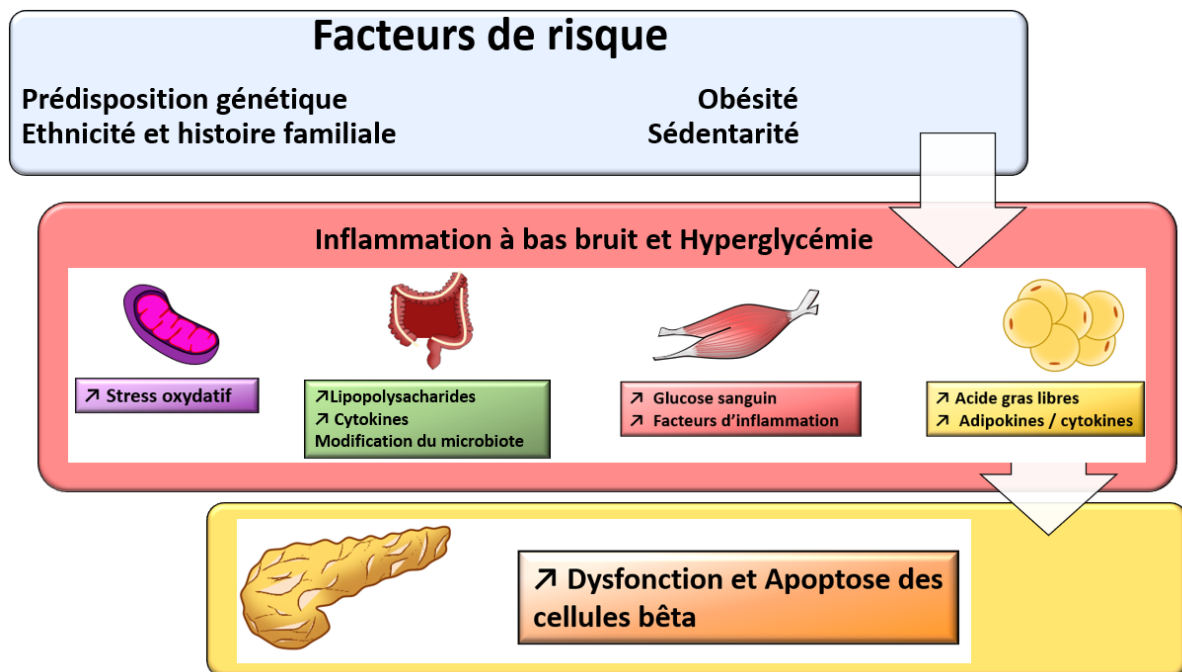 Facteurs de risque
Prédisposition génétique
Ethnicité et histoire familiale
Obésité
Sédentarité
Inflammation à bas bruit et Hyperglycémie
↗ Stress oxydatif
↗Lipopolysacharides
↗ Cytokines
Modification du microbiote
↗ Glucose sanguin
↗ Facteurs d'inflammation
↗ Acide gras libres
↗ Adipokines / cytokines
↗ Dysfonction et Apoptose des
cellules bêta